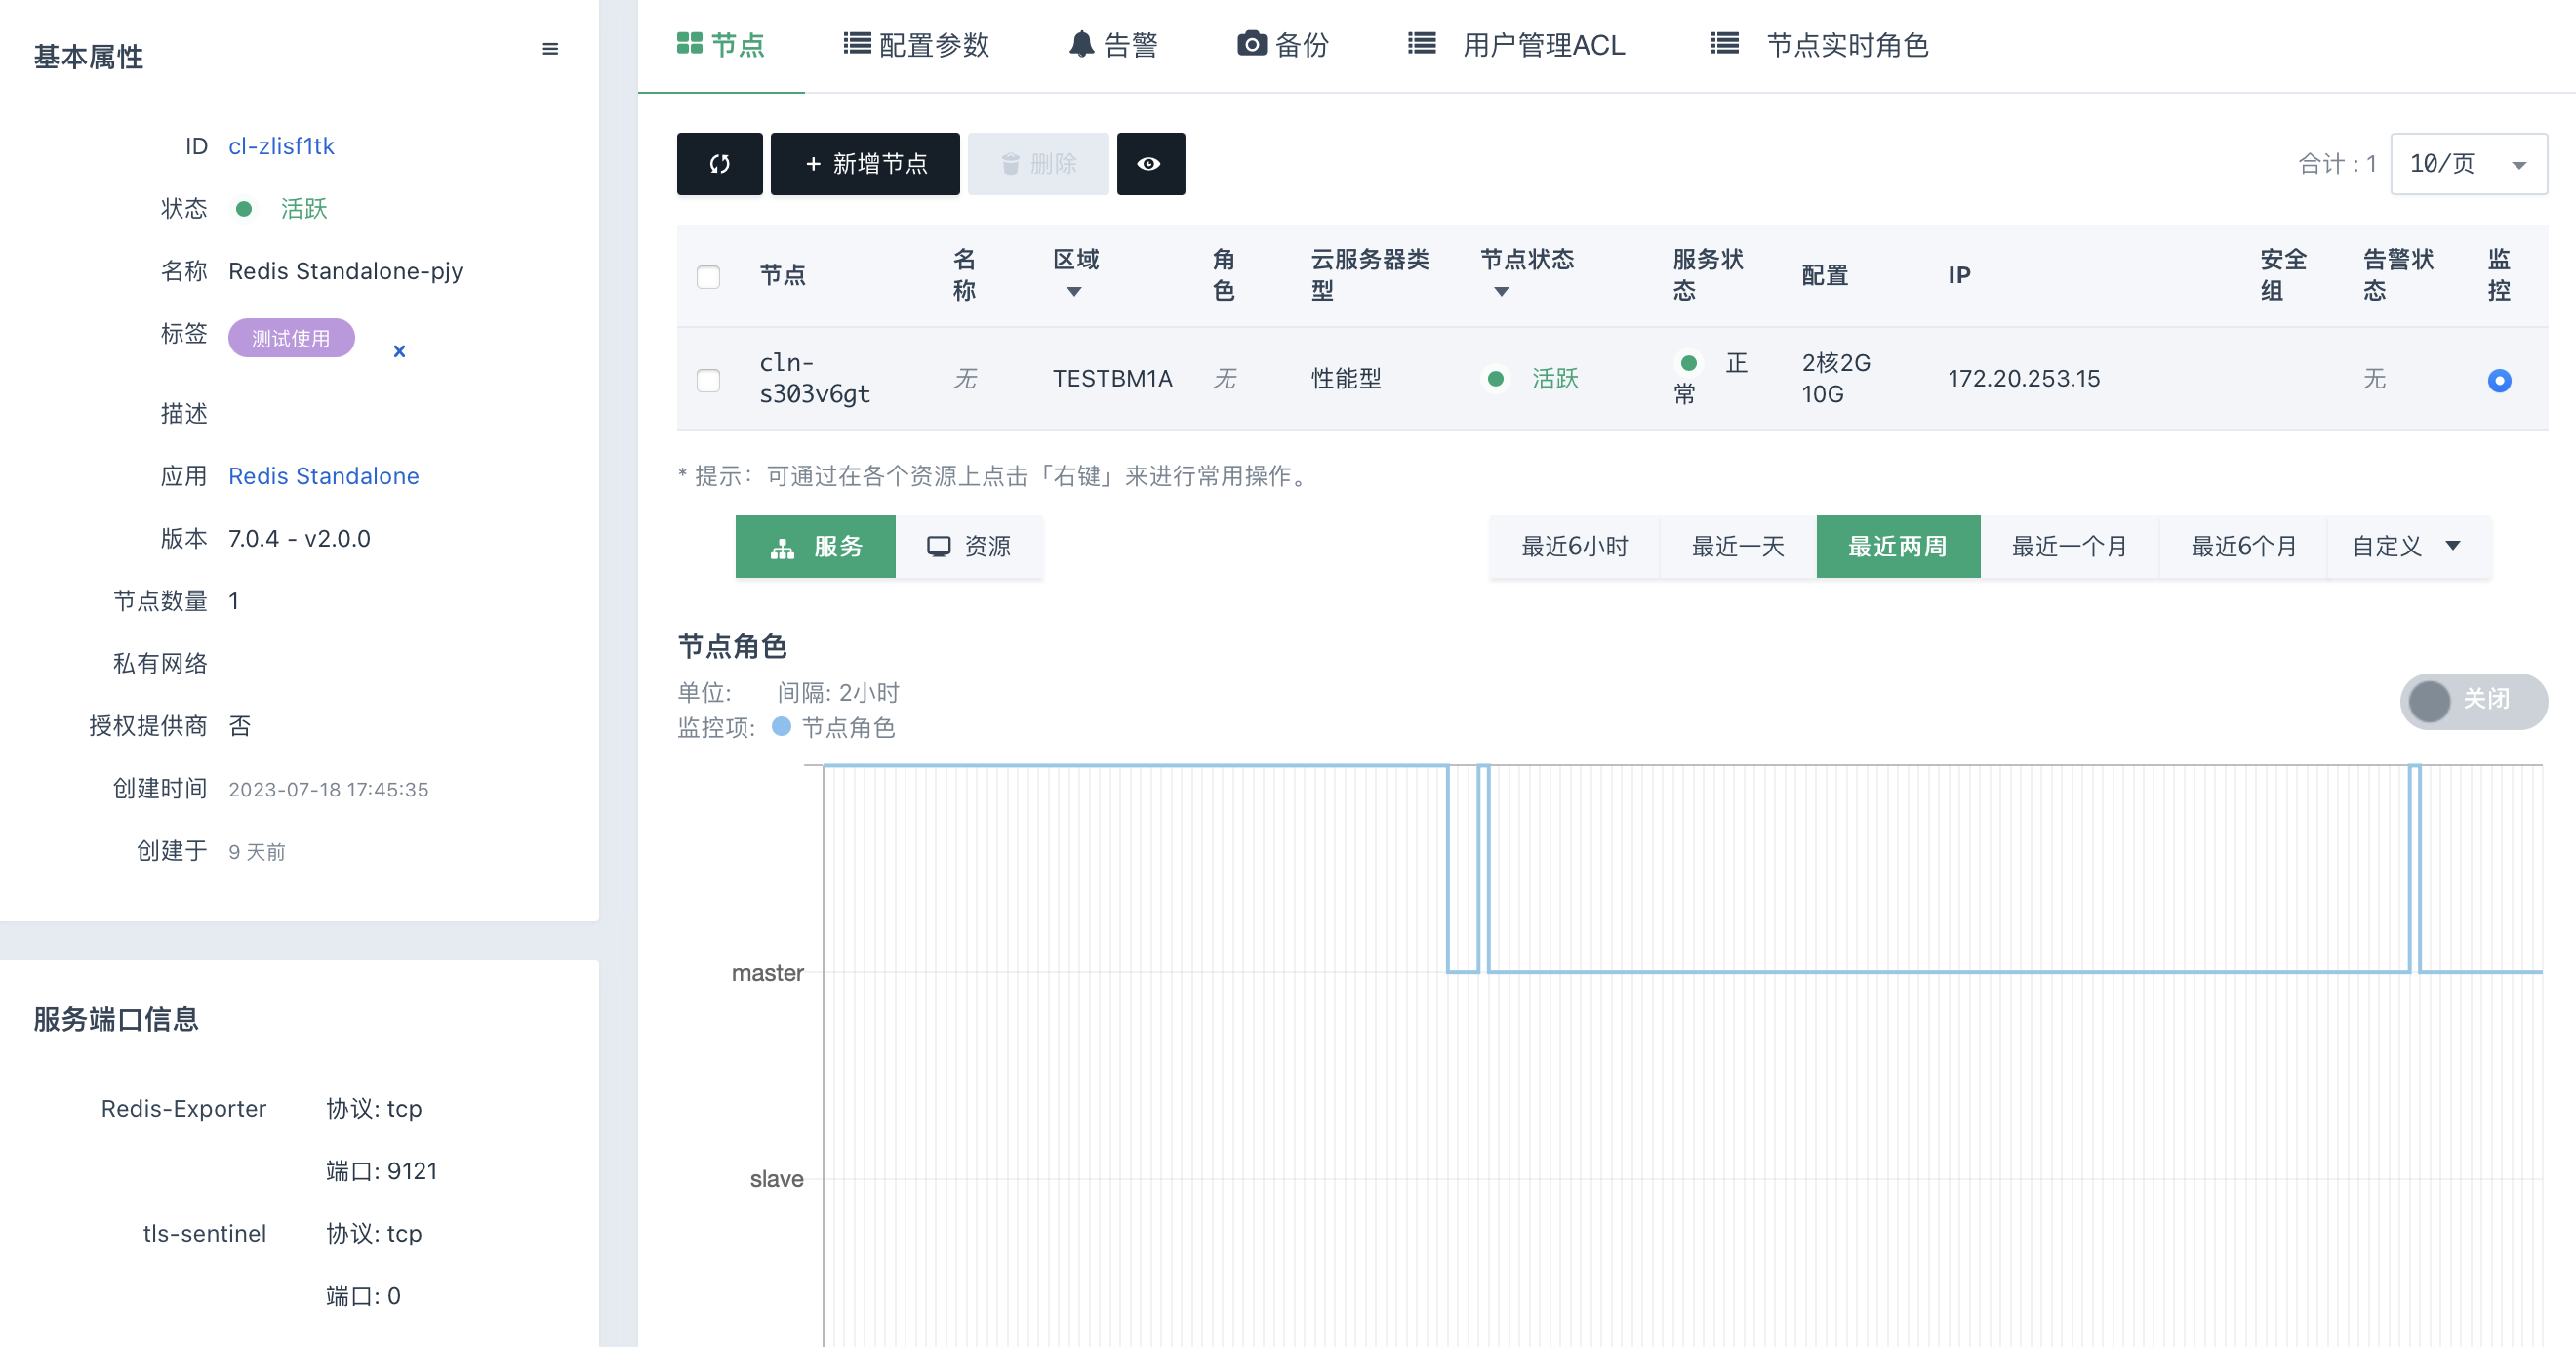 基本属性
ID cl-zlisf1tk
状态 活跃
名称 Redis Standalone-pjy
标签 测试使用 x
描述
应用 Redis Standalone
版本 7.0.4 - v2.0.0
节点数量 1
私有网络
授权提供商 否
创建时间 2023-07-18 17:45:35
创建于 9 天前
服务端口信息
Redis-Exporter 协议: tcp
端口: 9121
tls-sentinel 协议: tcp
端口: 0
节点 配置参数 告警 备份 用户管理ACL 节点实时角色
+ 新增节点 删除 合计 : 1 10/页
节点 名称 区域 角色 云服务器类型 节点状态 服务状态 配置 IP 安全组 告警状态 监控
cln-s303v6gt 无 TESTBM1A 无 性能型 活跃 正常 2核2G 10G 172.20.253.15 无
* 提示：可通过在各个资源上点击「右键」来进行常用操作。
服务 资源 最近6小时 最近一天 最近两周 最近一个月 最近6个月 自定义
节点角色
单位: 间隔: 2小时
关闭
监控项: 节点角色
master
slave